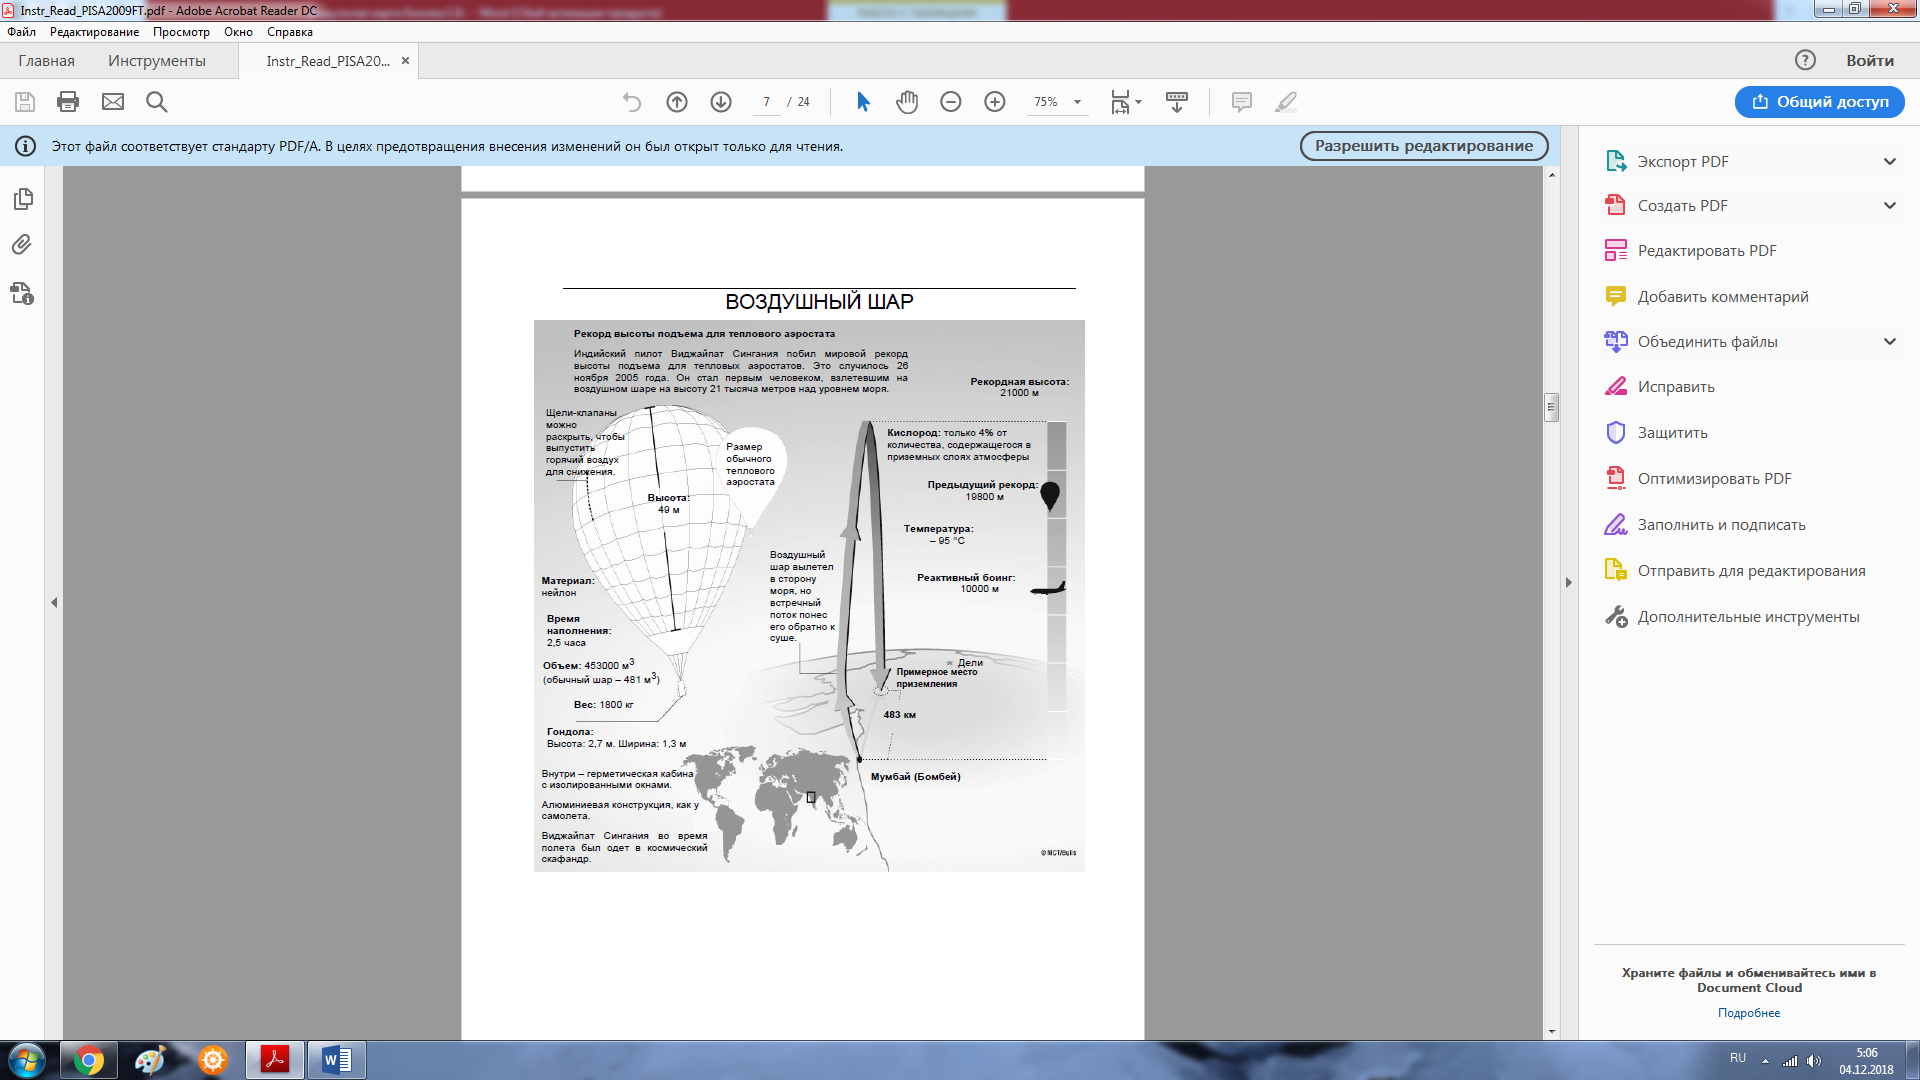 Instr_Read_PISA2009FT.pdf - Adobe Acrobat Reader DC
Файл Редактирование Просмотр Окно Справка
Главная Инструменты Instr_Read_PISA20... × Войти
7 / 24 75% Общий доступ
Этот файл соответствует стандарту PDF/A. В целях предотвращения внесения изменений он был открыт только для чтения. Разрешить редактирование
ВОЗДУШНЫЙ ШАР
Рекорд высоты подъема для теплового аэростата
Индийский пилот Виджайпат Сингания побил мировой рекорд
высоты подъема для тепловых аэростатов. Это случилось 26
ноября 2005 года. Он стал первым человеком, взлетевшим на
воздушном шаре на высоту 21 тысяча метров над уровнем моря.
Рекордная высота:
21000 м
Щели-клапаны
можно
раскрыть, чтобы
выпустить
горячий воздух
для снижения.
Размер
обычного
теплового
аэростата
Высота:
49 м
Кислород: только 4% от
количества, содержащегося в
приземных слоях атмосферы
Предыдущий рекорд:
19800 м
Температура:
– 95 °C
Воздушный
шар вылетел
в сторону
моря, но
встречный
поток понес
его обратно к
суше.
Реактивный боинг:
10000 м
Материал:
нейлон
Время
наполнения:
2,5 часа
Объем: 453000 м3
(обычный шар – 481 м3)
Вес: 1800 кг
Дели
Примерное место
приземления
483 км
Гондола:
Высота: 2,7 м. Ширина: 1,3 м
Внутри – герметическая кабина
с изолированными окнами.
Алюминиевая конструкция, как у
самолета.
Виджайпат Сингания во время
полета был одет в космический
скафандр.
Мумбай (Бомбей)
© MCT/Bulls
Экспорт PDF
Создать PDF
Редактировать PDF
Добавить комментарий
Объединить файлы
Исправить
Защитить
Оптимизировать PDF
Заполнить и подписать
Отправить для редактирования
Дополнительные инструменты
Храните файлы и обменивайтесь ими в
Document Cloud
Подробнее
RU
5:06
04.12.2018